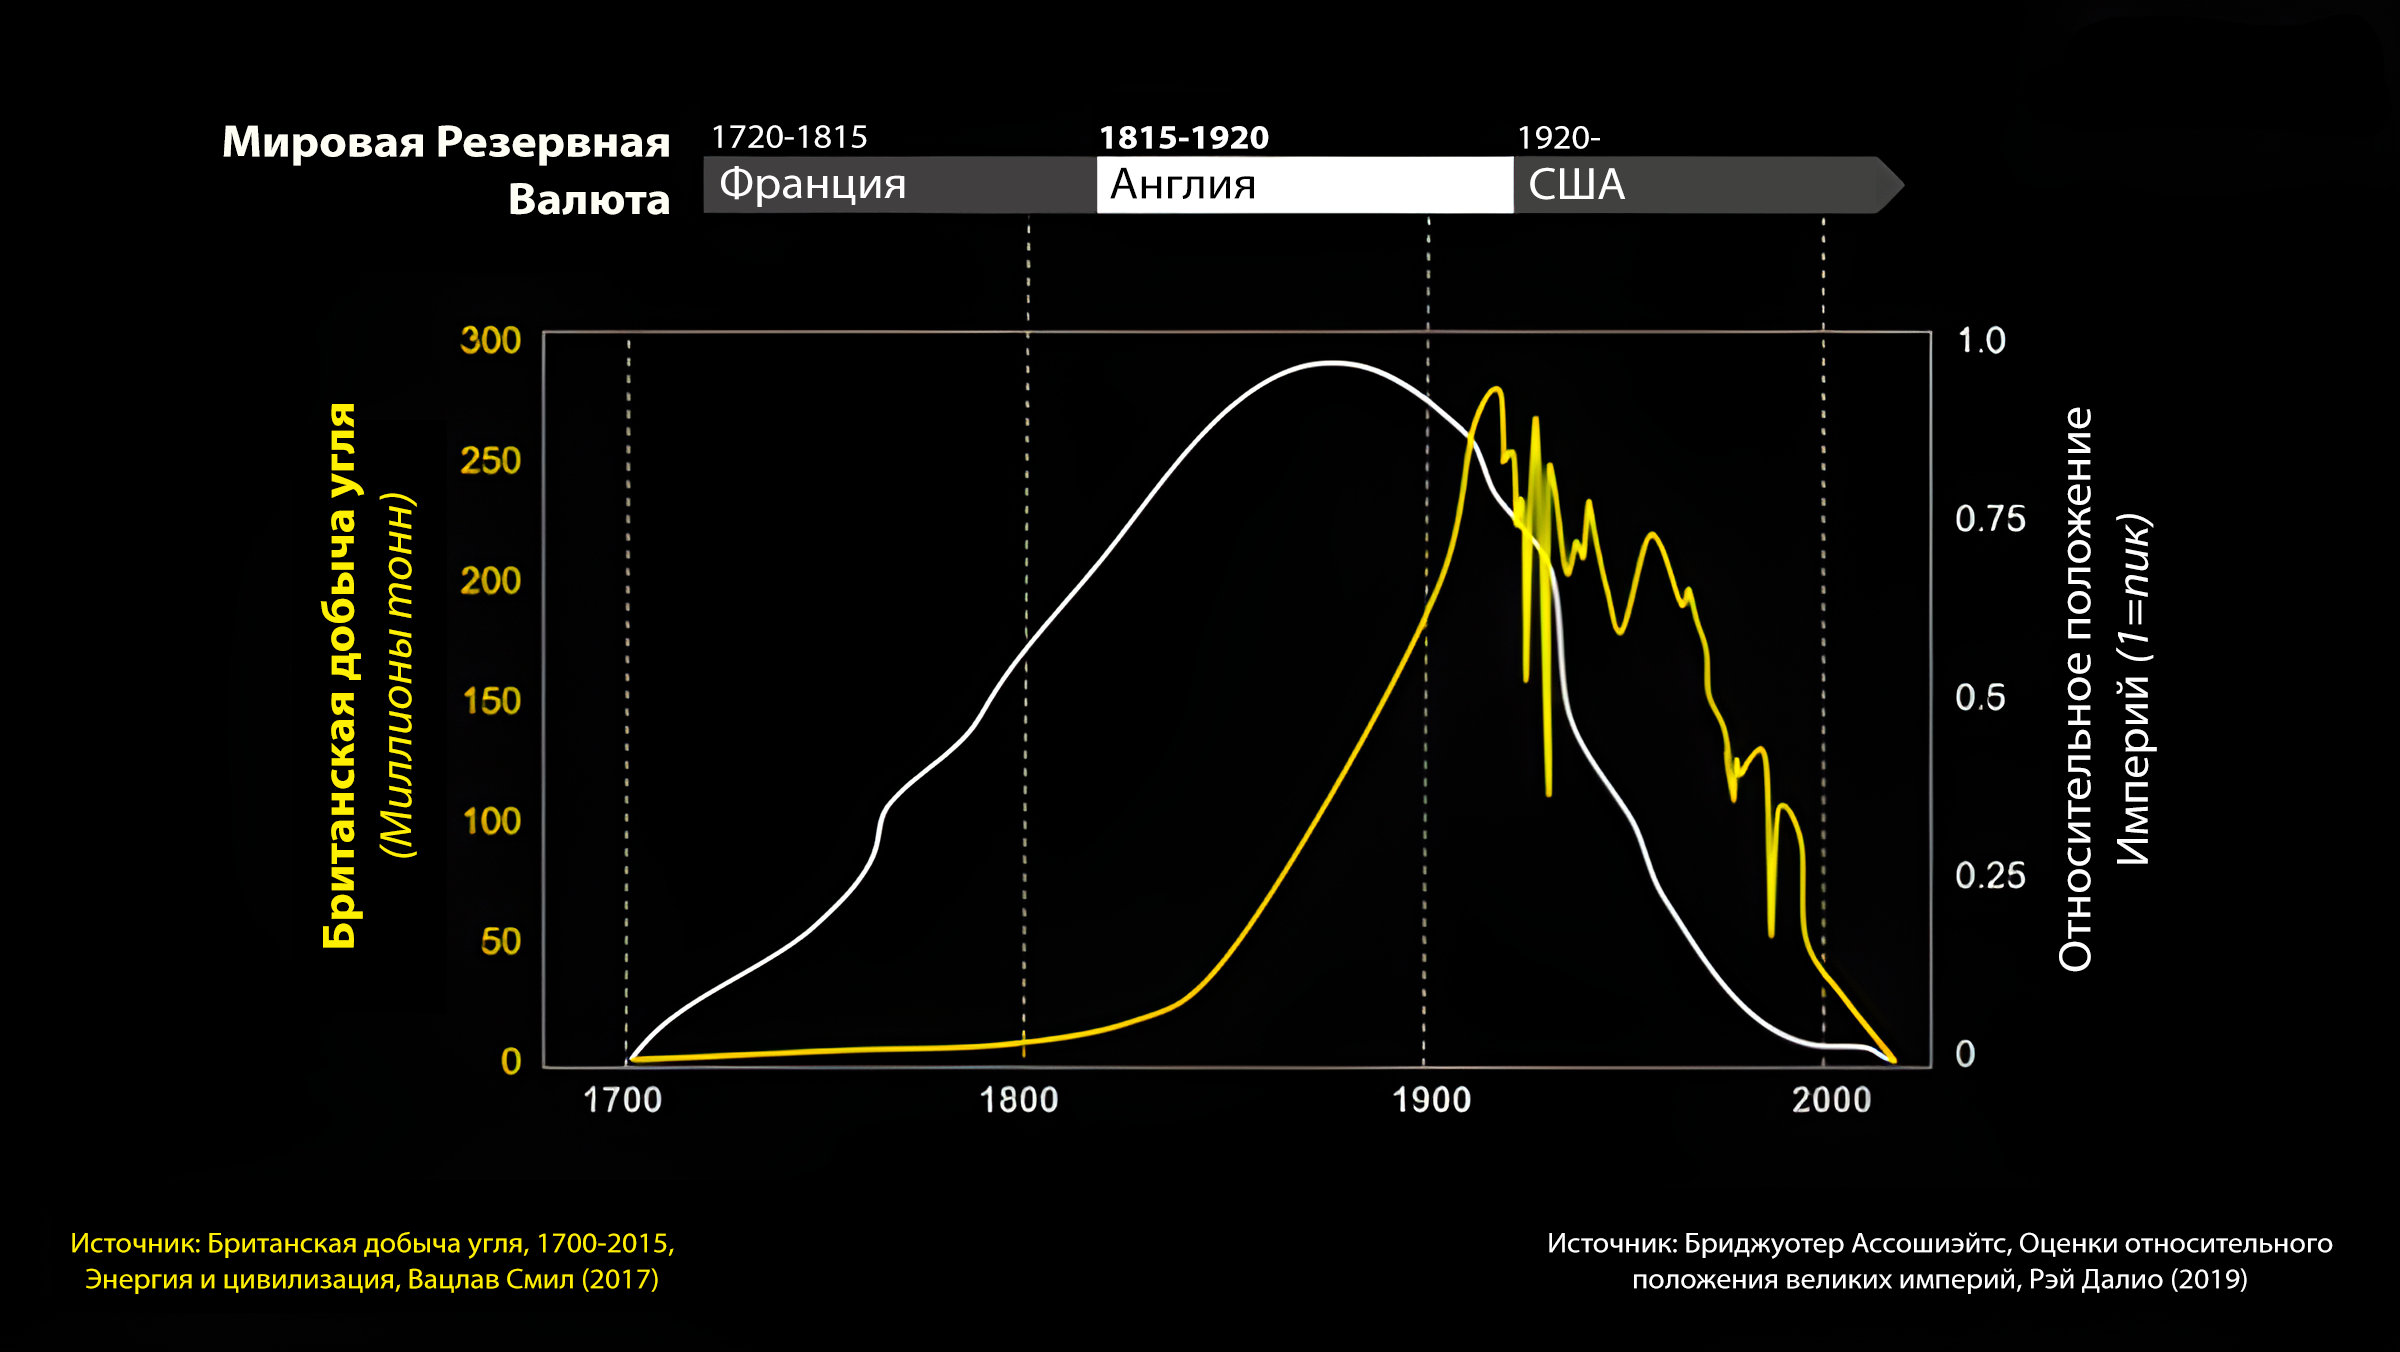 Мировая Резервная
Валюта
1720-1815
1815-1920
1920-
Франция
Англия
США
Британская добыча угля
(Миллионы тонн)
300
250
200
150
100
50
0
1.0
0.75
0.5
0.25
0
Относительное положение
Империй (1=пик)
1700
1800
1900
2000
Источник: Британская добыча угля, 1700-2015,
Энергия и цивилизация, Вацлав Смил (2017)
Источник: Бриджуотер Ассошиэйтс, Оценки относительного
положения великих империй, Рэй Далио (2019)